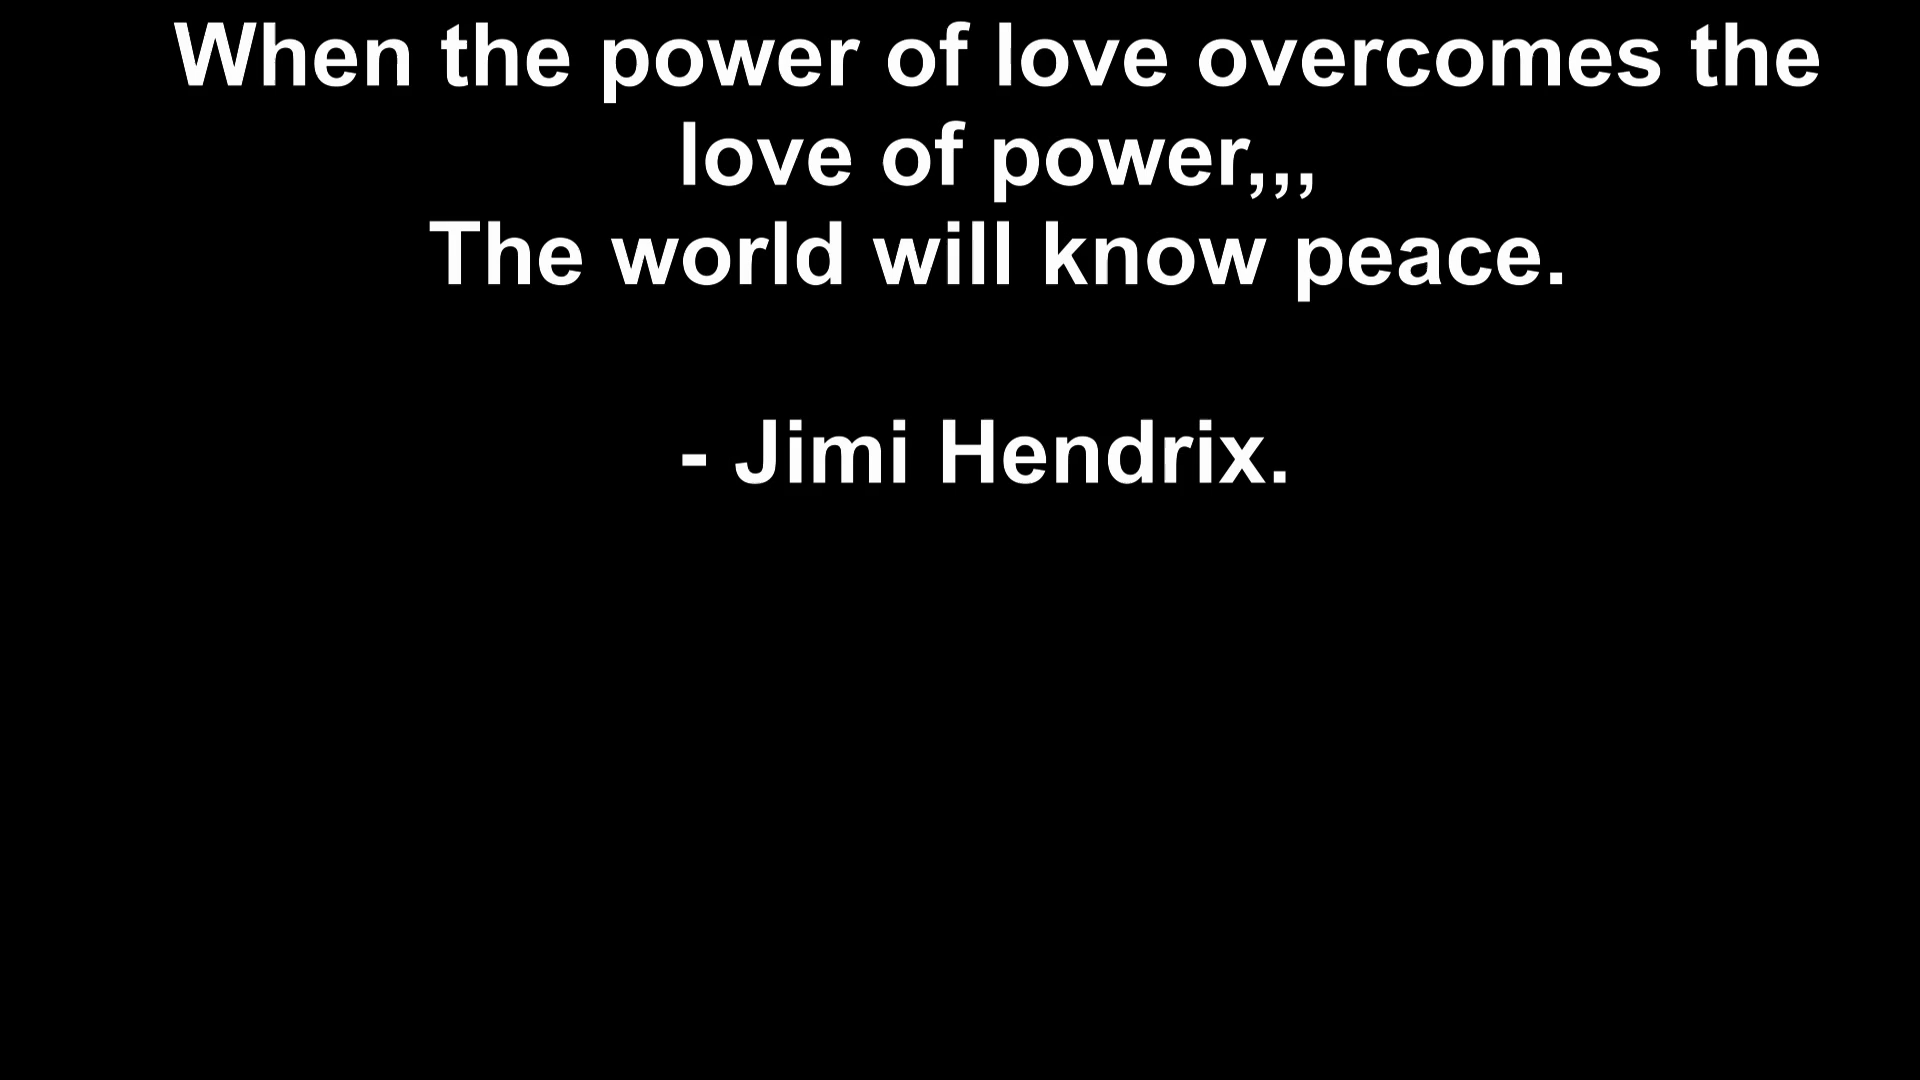 When the power of love overcomes the
love of power,,,
The world will know peace.
- Jimi Hendrix.